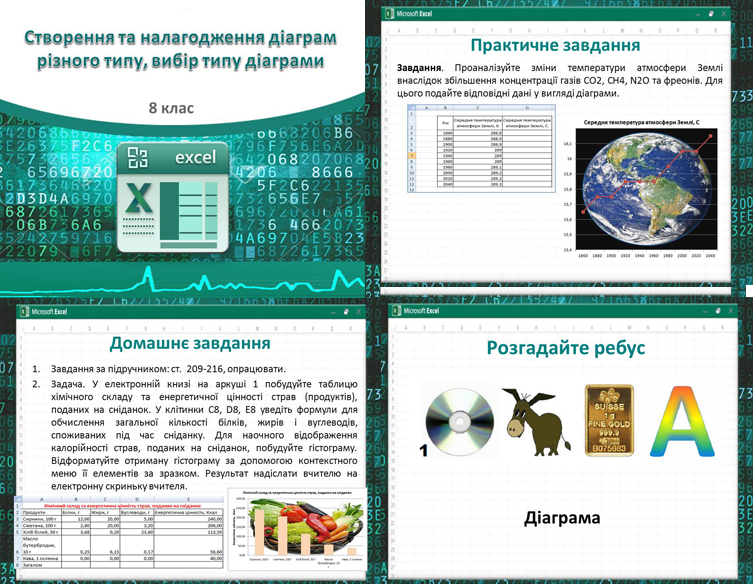 Створення та налагодження діаграм
різного типу, вибір типу діаграми
8 клас
excel
Microsoft Excel
Практичне завдання
Завдання. Проаналізуйте зміни температури атмосфери Землі
внаслідок збільшення концентрації газів CO2, CH4, N2O та фреонів. Для
цього подайте відповідні дані у вигляді діаграми.
Рік Середня температура атмосфери Землі, К Середня температура атмосфери Землі, С
1880 288,8
1900 288,9
1920 289
1940 289
1960 289
1980 289,1
2000 289,2
2020 289,2
2040 289,3
Середня температура атмосфери Землі, С
16,1
16
15,9
15,8
15,7
15,6
15,5
15,4
1860 1880 1900 1920 1940 1960 1980 2000 2020 2040
Microsoft Excel
Домашнє завдання
1. Завдання за підручником: ст. 209-216, опрацювати.
2. Задача. У електронній книзі на аркуші 1 побудуйте таблицю
хімічного складу та енергетичної цінності страв (продуктів),
поданих на сніданок. У клітинки C8, D8, E8 уведіть формули для
обчислення загальної кількості білків, жирів і вуглеводів,
споживаних під час сніданку. Для наочного відображення
калорійності страв, поданих на сніданок, побудуйте гістограму.
Відформатуйте отриману гістограму за допомогою контекстного
меню її елементів за зразком. Результат надіслати вчителю на
електронну скриньку вчителя.
Хімічний склад та енергетична цінність страв, поданих на сніданок
Продукти Білки, г Жири, г Вуглеводи, г Енергетична цінність, Ккал
Сирники, 100 г 12,00 20,00 5,00 240,00
Сметана, 100 г 2,80 20,00 3,20 206,00
Хліб білий, 50 г 3,68 0,20 23,60 113,50
Масло
бутербродне,
10 г 0,25 6,15 0,17 56,60
Кава, 1 склянка 0,00 0,00 0,00 40,00
Загалом
Хімічний склад та енергетична цінність страв, поданих на сніданок
Microsoft Excel
Розгадайте ребус
1
SUISSE
1g
FINE GOLD
999.9
B075683
А
Діаграма